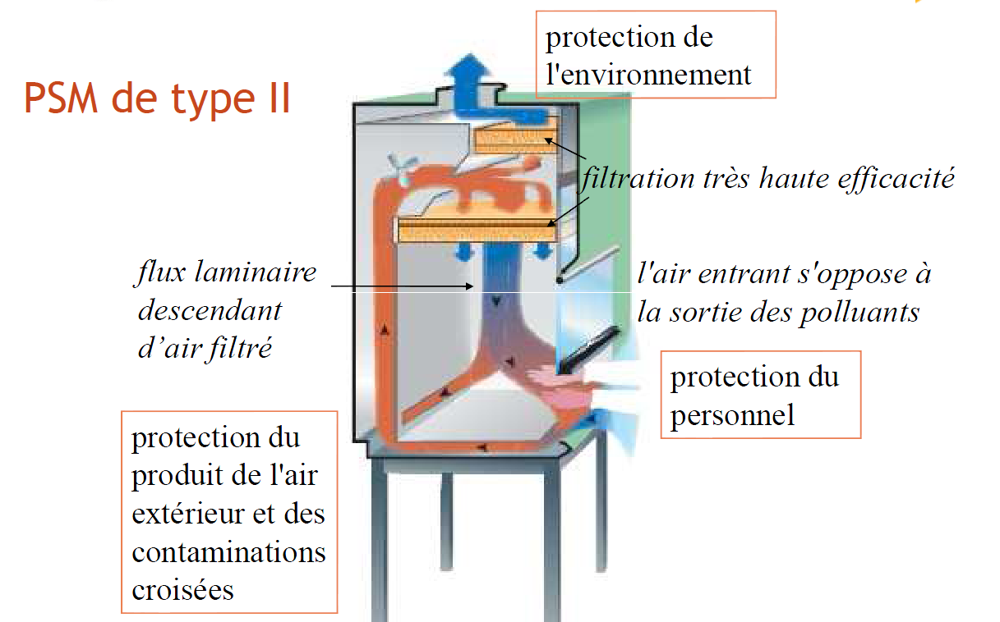 PSM de type II
protection de
l'environnement
filtration très haute efficacité
flux laminaire
descendant
d’air filtré
l'air entrant s'oppose à
la sortie des polluants
protection du
personnel
protection du
produit de l'air
extérieur et des
contaminations
croisées